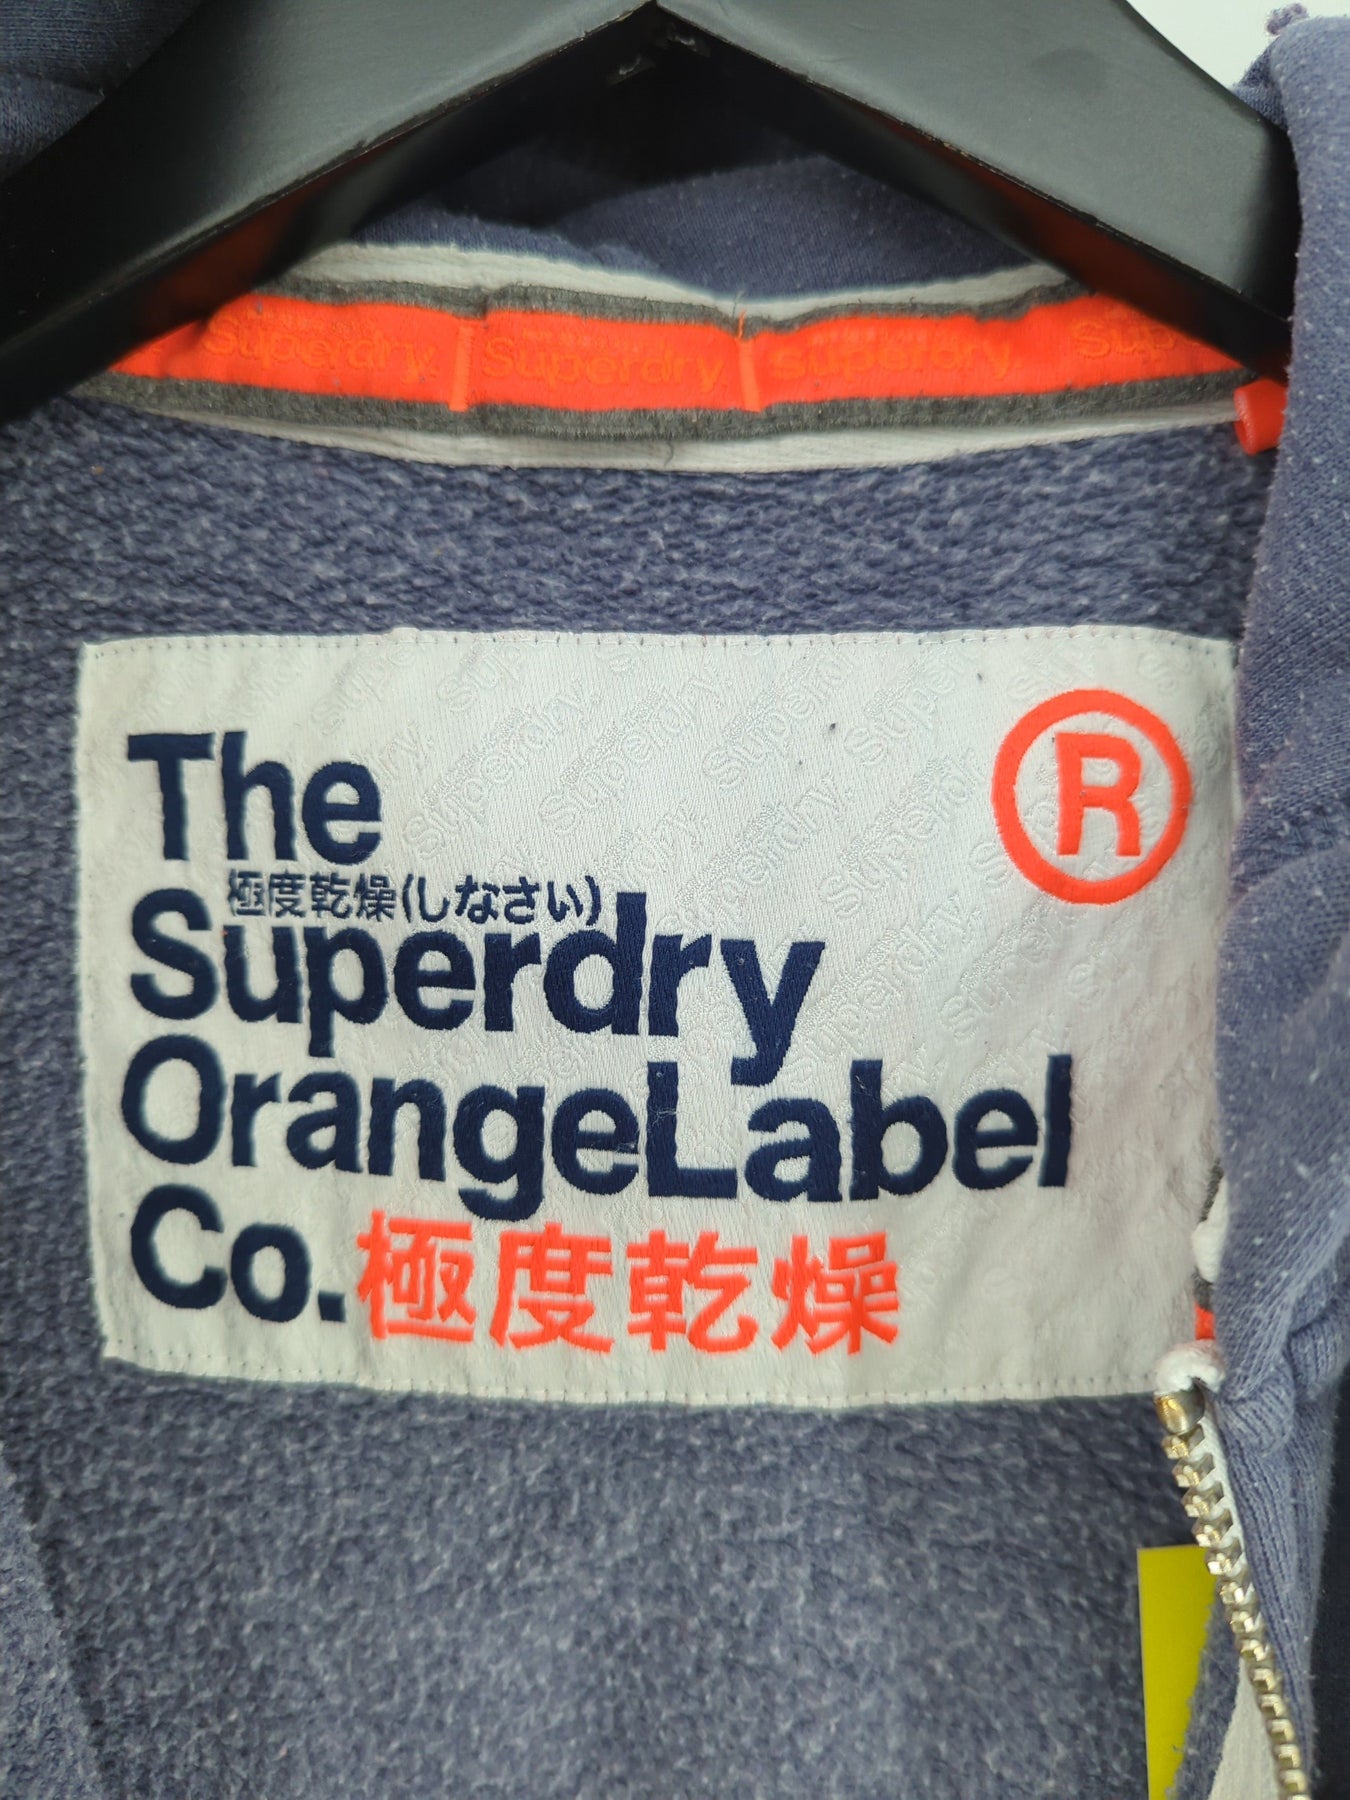 Superdry. Superdry. Superdry. Sup
The
極度乾燥(しなさい)
Superdry
OrangeLabel
Co.極度乾燥
®